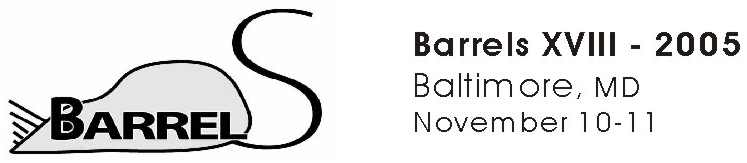 BARRELS
Barrels XVIII - 2005
Baltimore, MD
November 10-11